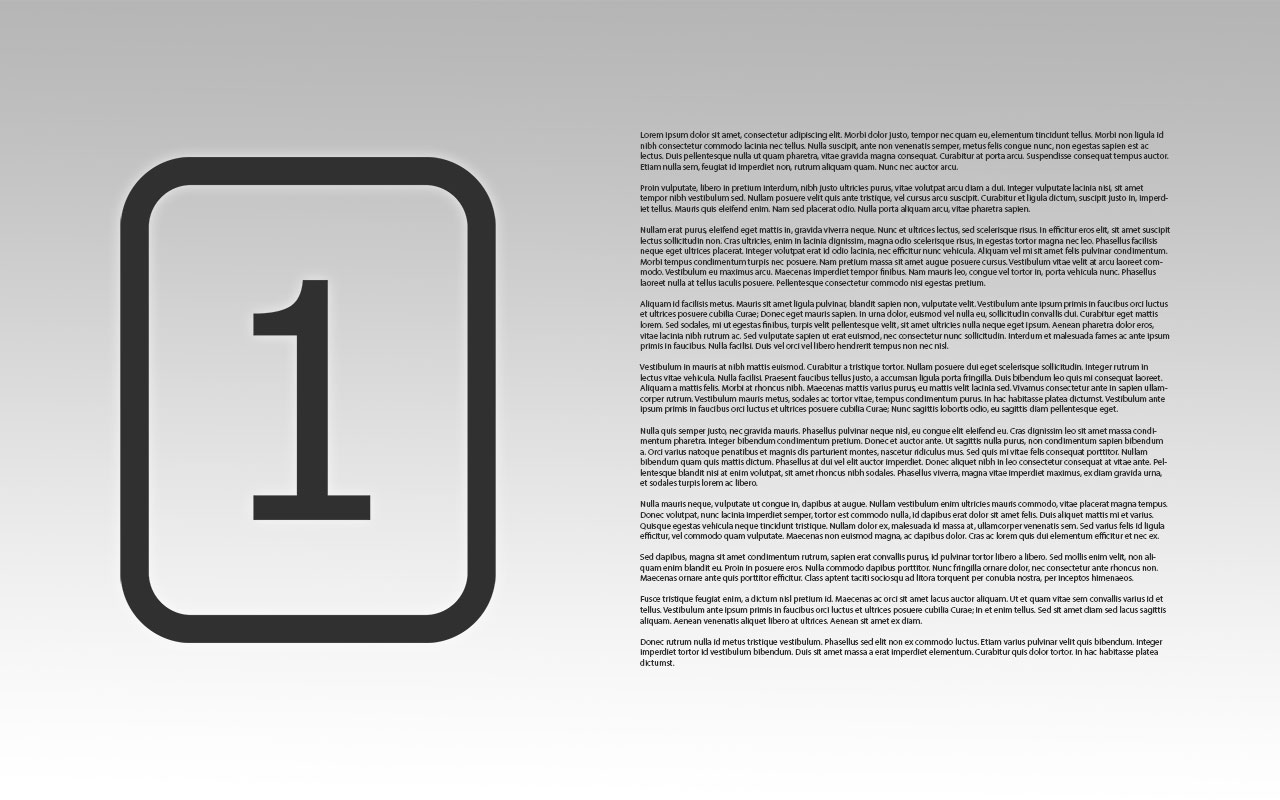 1
Lorem ipsum dolor sit amet, consectetur adipiscing elit. Morbi dolor justo, tempor nec quam eu, elementum tincidunt tellus. Morbi non ligula id
nibh consectetur commodo lacinia nec tellus. Nulla suscipit, ante non venenatis semper, metus felis congue nunc, non egestas sapien est ac
lectus. Duis pellentesque nulla ut quam pharetra, vitae gravida magna consequat. Curabitur at porta arcu. Suspendisse consequat tempus auctor.
Etiam nulla sem, feugiat id imperdiet non, rutrum aliquam quam. Nunc nec auctor arcu.
Proin vulputate, libero in pretium interdum, nibh justo ultricies purus, vitae volutpat arcu diam a dui. Integer vulputate lacinia nisi, sit amet
tempor nibh vestibulum sed. Nullam posuere velit quis ante tristique, vel cursus arcu suscipit. Curabitur et ligula dictum, suscipit justo in, imperd-
iet tellus. Mauris quis eleifend enim. Nam sed placerat odio. Nulla porta aliquam arcu, vitae pharetra sapien.
Nullam erat purus, eleifend eget mattis in, gravida viverra neque. Nunc et ultrices lectus, sed scelerisque risus. In efficitur eros elit, sit amet suscipit
lectus sollicitudin non. Cras ultricies, enim in lacinia dignissim, magna odio scelerisque risus, in egestas tortor magna nec leo. Phasellus facilisis
neque eget ultrices placerat. Integer volutpat erat id odio lacinia, nec efficitur nunc vehicula. Aliquam vel mi sit amet felis pulvinar condimentum.
Morbi tempus condimentum turpis nec posuere. Nam pretium massa sit amet augue posuere cursus. Vestibulum vitae velit at arcu laoreet com-
modo. Vestibulum eu maximus arcu. Maecenas imperdiet tempor finibus. Nam mauris leo, congue vel tortor in, porta vehicula nunc. Phasellus
laoreet nulla at tellus iaculis posuere. Pellentesque consectetur commodo nisi egestas pretium.
Aliquam id facilisis metus. Mauris sit amet ligula pulvinar, blandit sapien non, vulputate velit. Vestibulum ante ipsum primis in faucibus orci luctus
et ultrices posuere cubilia Curae; Donec eget mauris sapien. In urna dolor, euismod vel nulla eu, sollicitudin convallis dui. Curabitur eget mattis
lorem. Sed sodales, mi ut egestas finibus, turpis velit pellentesque velit, sit amet ultricies nulla neque eget ipsum. Aenean pharetra dolor eros,
vitae lacinia nibh rutrum ac. Sed vulputate sapien ut erat euismod, nec consectetur nunc sollicitudin. Interdum et malesuada fames ac ante ipsum
primis in faucibus. Nulla facilisi. Duis vel orci vel libero hendrerit tempus non nec nisl.
Vestibulum in mauris at nibh mattis euismod. Curabitur a tristique tortor. Nullam posuere dui eget scelerisque sollicitudin. Integer rutrum in
lectus vitae vehicula. Nulla facilisi. Praesent faucibus tellus justo, a accumsan ligula porta fringilla. Duis bibendum leo quis mi consequat laoreet.
Aliquam a mattis felis. Morbi at rhoncus nibh. Maecenas mattis varius purus, eu mattis velit lacinia sed. Vivamus consectetur ante in sapien ullam-
corper rutrum. Vestibulum mauris metus, sodales ac tortor vitae, tempus condimentum purus. In hac habitasse platea dictumst. Vestibulum ante
ipsum primis in faucibus orci luctus et ultrices posuere cubilia Curae; Nunc sagittis lobortis odio, eu sagittis diam pellentesque eget.
Nulla quis semper justo, nec gravida mauris. Phasellus pulvinar neque nisl, eu congue elit eleifend eu. Cras dignissim leo sit amet massa condi-
mentum pharetra. Integer bibendum condimentum pretium. Donec et auctor ante. Ut sagittis nulla purus, non condimentum sapien bibendum
a. Orci varius natoque penatibus et magnis dis parturient montes, nascetur ridiculus mus. Sed quis mi vitae felis consequat porttitor. Nullam
bibendum quam quis mattis dictum. Phasellus at dui vel elit auctor imperdiet. Donec aliquet nibh in leo consectetur consequat at vitae ante. Pel-
lentesque blandit nisi at enim volutpat, sit amet rhoncus nibh sodales. Phasellus viverra, magna vitae imperdiet maximus, ex diam gravida urna,
et sodales turpis lorem ac libero.
Nulla mauris neque, vulputate ut congue in, dapibus at augue. Nullam vestibulum enim ultricies mauris commodo, vitae placerat magna tempus.
Donec volutpat, nunc lacinia imperdiet semper, tortor est commodo nulla, id dapibus erat dolor sit amet felis. Duis aliquet mattis mi et varius.
Quisque egestas vehicula neque tincidunt tristique. Nullam dolor ex, malesuada id massa at, ullamcorper venenatis sem. Sed varius felis id ligula
efficitur, vel commodo quam vulputate. Maecenas non euismod magna, ac dapibus dolor. Cras ac lorem quis dui elementum efficitur et nec ex.
Sed dapibus, magna sit amet condimentum rutrum, sapien erat convallis purus, id pulvinar tortor libero a libero. Sed mollis enim velit, non ali-
quam enim blandit eu. Proin in posuere eros. Nulla commodo dapibus porttitor. Nunc fringilla ornare dolor, nec consectetur ante rhoncus non.
Maecenas ornare ante quis porttitor efficitur. Class aptent taciti sociosqu ad litora torquent per conubia nostra, per inceptos himenaeos.
Fusce tristique feugiat enim, a dictum nisl pretium id. Maecenas ac orci sit amet lacus auctor aliquam. Ut et quam vitae sem convallis varius id et
tellus. Vestibulum ante ipsum primis in faucibus orci luctus et ultrices posuere cubilia Curae; In et enim tellus. Sed sit amet diam sed lacus sagittis
aliquam. Aenean venenatis aliquet libero at ultrices. Aenean sit amet ex diam.
Donec rutrum nulla id metus tristique vestibulum. Phasellus sed elit non ex commodo luctus. Etiam varius pulvinar velit quis bibendum. Integer
imperdiet tortor id vestibulum bibendum. Duis sit amet massa a erat imperdiet elementum. Curabitur quis dolor tortor. In hac habitasse platea
dictumst.